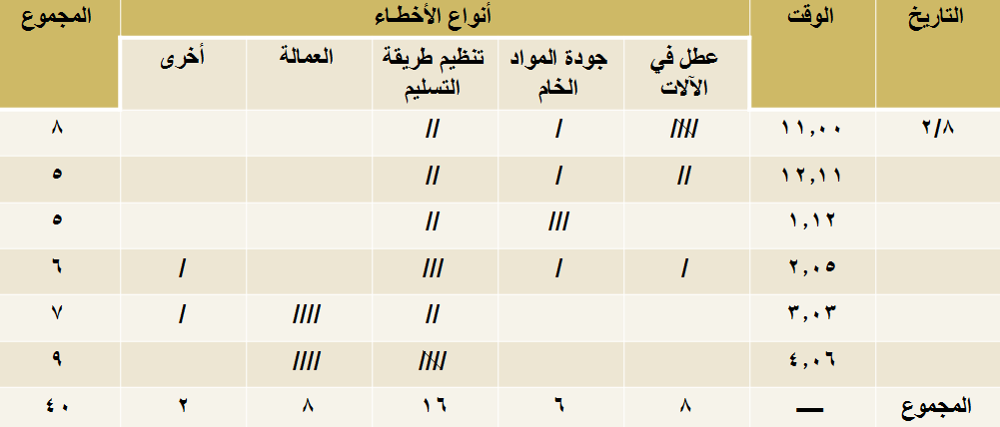 التاريخ الوقت أنواع الأخطاء المجموع
عطل في الآلات جودة المواد الخام تنظيم طريقة التسليم العمالة أخرى
٢/٨ ١١,٠٠ //// / // ٨
١٢,١١ // / // ٥
١,١٢ /// // ٥
٢,٠٥ / / /// / ٦
٣,٠٣ // //// / ٧
٤,٠٦ //// //// ٩
المجموع — ٨ ٦ ١٦ ٨ ٢ ٤٠